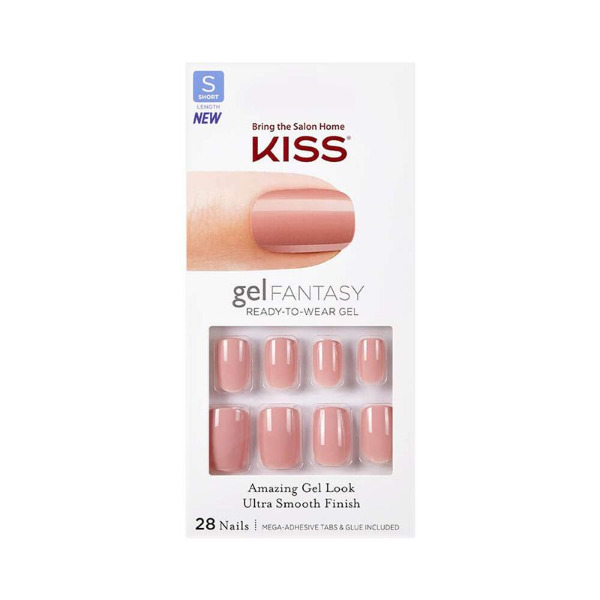 S
SHORT
LENGTH
NEW
Bring the Salon Home
KISS®
gel FANTASY
READY-TO-WEAR GEL
Amazing Gel Look
Ultra Smooth Finish
28 Nails MEGA-ADHESIVE TABS & GLUE INCLUDED